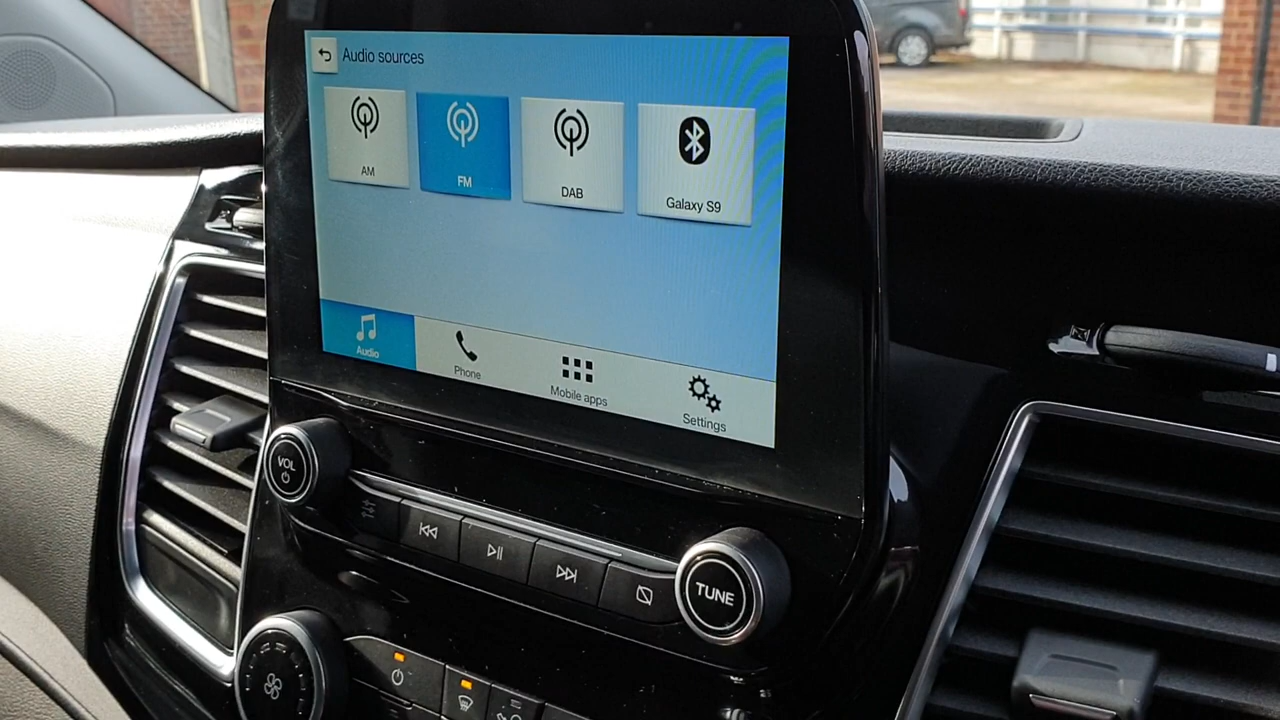 Audio sources
AM
FM
DAB
Galaxy S9
Audio
Phone
Mobile apps
Settings
VOL
TUNE